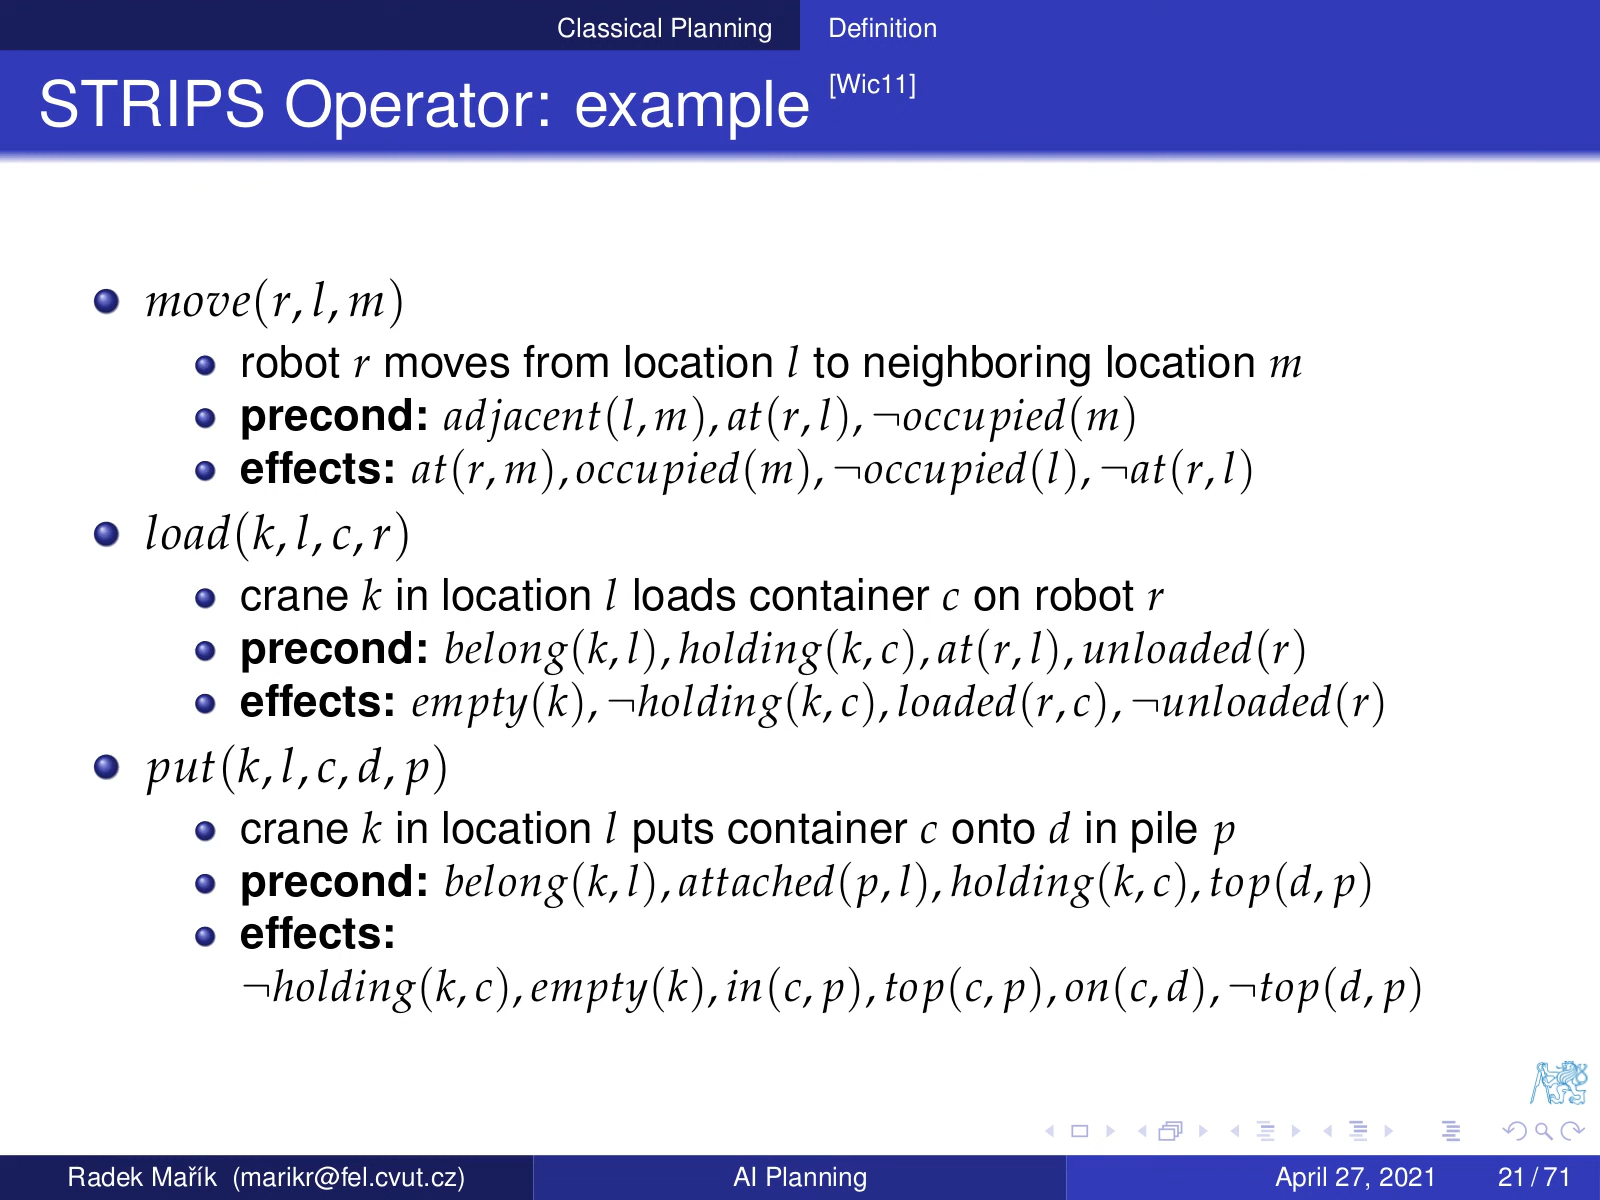 Classical Planning Definition
STRIPS Operator: example [Wic11]
move(r, l, m)
robot r moves from location l to neighboring location m
precond: adjacent(l, m), at(r, l), ¬occupied(m)
effects: at(r, m), occupied(m), ¬occupied(l), ¬at(r, l)
load(k, l, c, r)
crane k in location l loads container c on robot r
precond: belong(k, l), holding(k, c), at(r, l), unloaded(r)
effects: empty(k), ¬holding(k, c), loaded(r, c), ¬unloaded(r)
put(k, l, c, d, p)
crane k in location l puts container c onto d in pile p
precond: belong(k, l), attached(p, l), holding(k, c), top(d, p)
effects:
¬holding(k, c), empty(k), in(c, p), top(c, p), on(c, d), ¬top(d, p)
Radek Mařík (marikr@fel.cvut.cz) AI Planning April 27, 2021 21 / 71